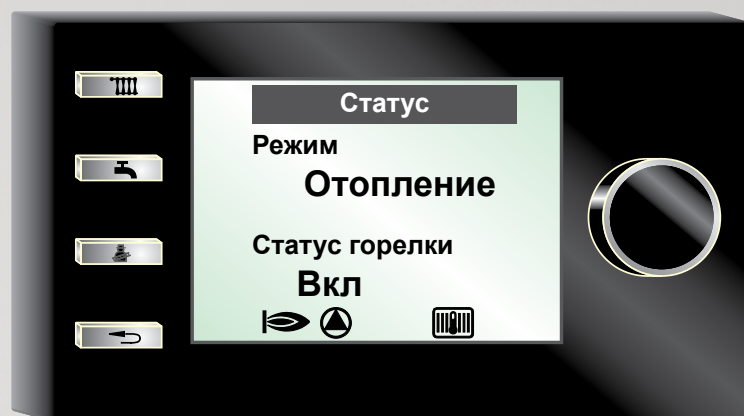 Статус
Режим
Отопление
Статус горелки
Вкл